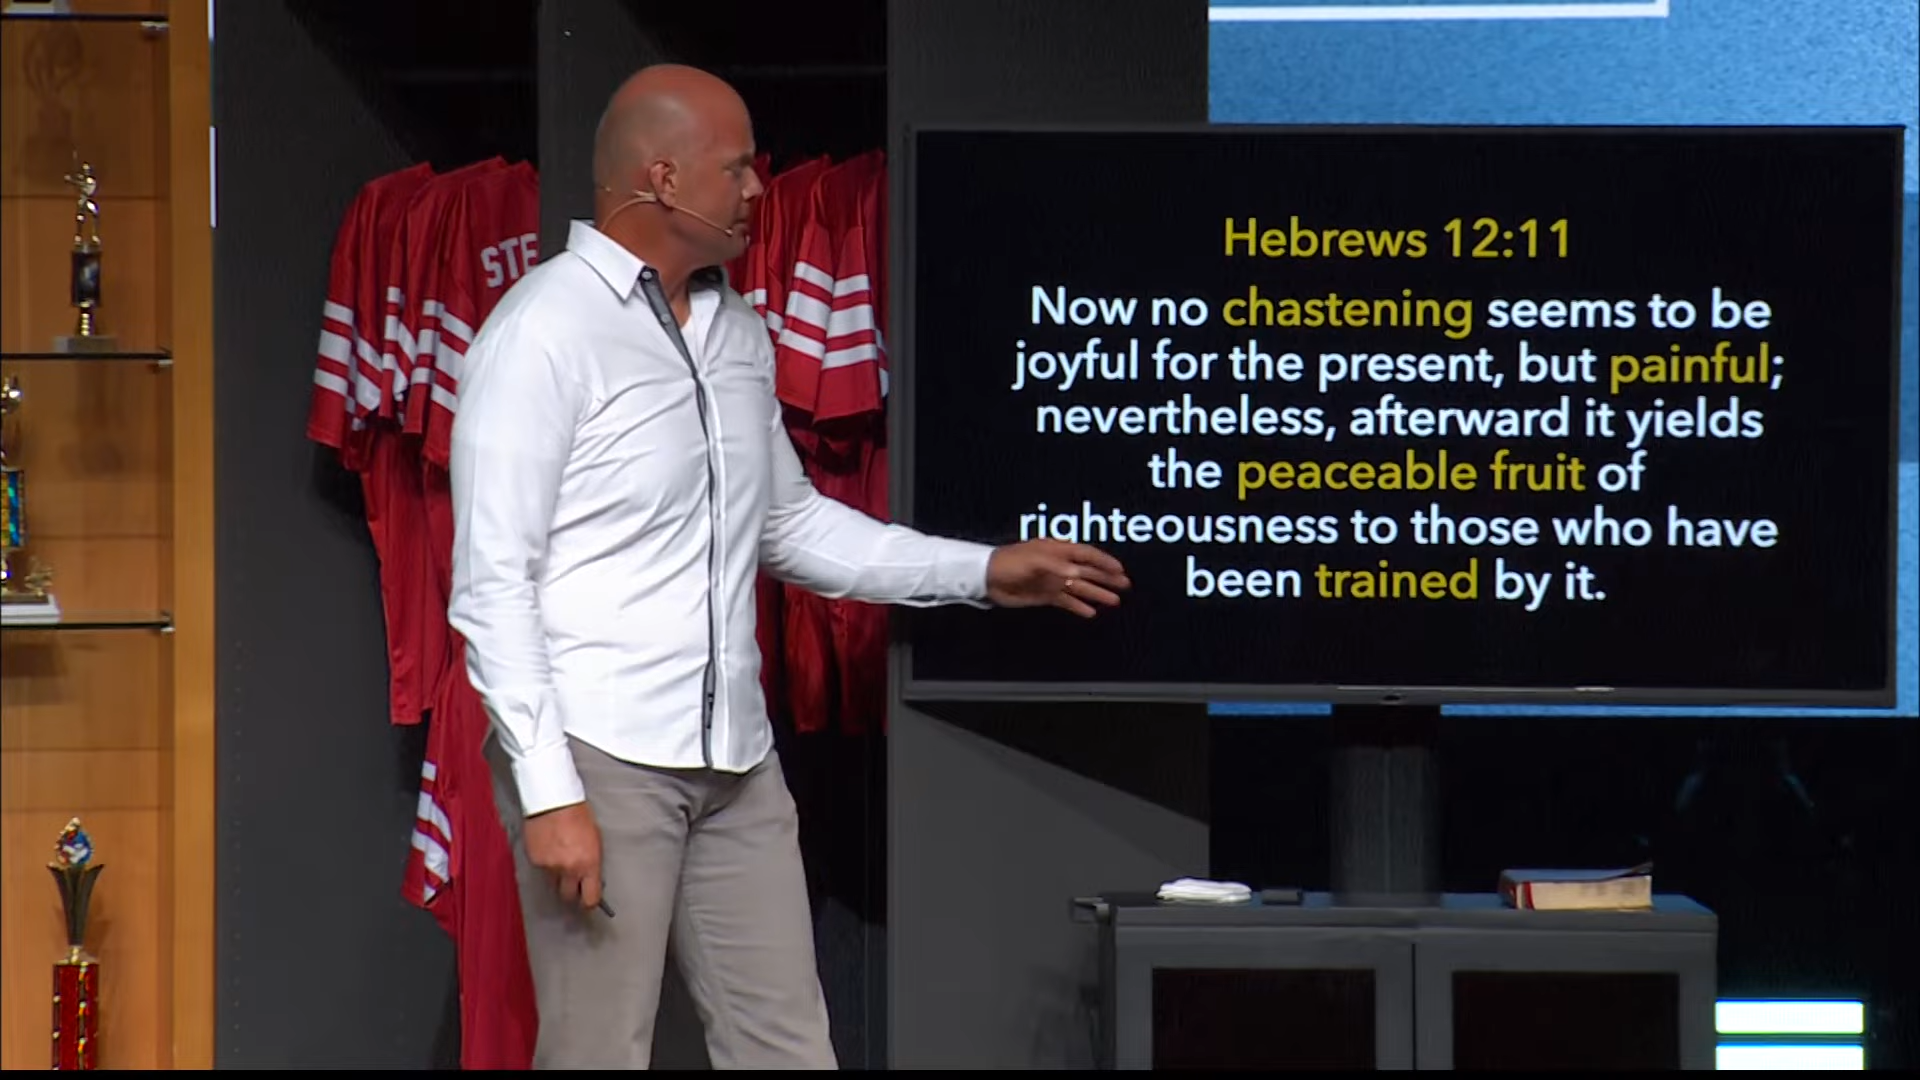 STE
Hebrews 12:11
Now no chastening seems to be
joyful for the present, but painful;
nevertheless, afterward it yields
the peaceable fruit of
righteousness to those who have
been trained by it.